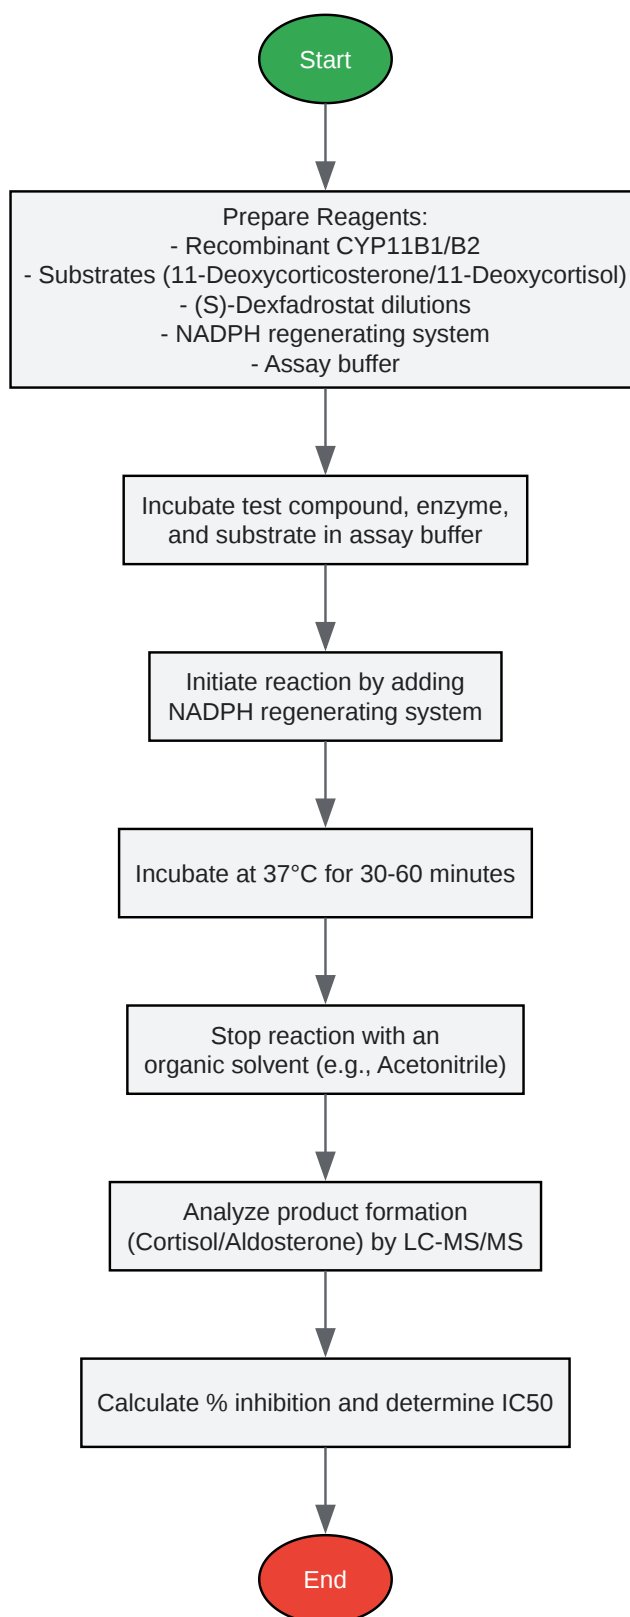 Start
Prepare Reagents:
- Recombinant CYP11B1/B2
- Substrates (11-Deoxycorticosterone/11-Deoxycortisol)
- (S)-Dexfadrostat dilutions
- NADPH regenerating system
- Assay buffer
Incubate test compound, enzyme,
and substrate in assay buffer
Initiate reaction by adding
NADPH regenerating system
Incubate at 37°C for 30-60 minutes
Stop reaction with an
organic solvent (e.g., Acetonitrile)
Analyze product formation
(Cortisol/Aldosterone) by LC-MS/MS
Calculate % inhibition and determine IC50
End